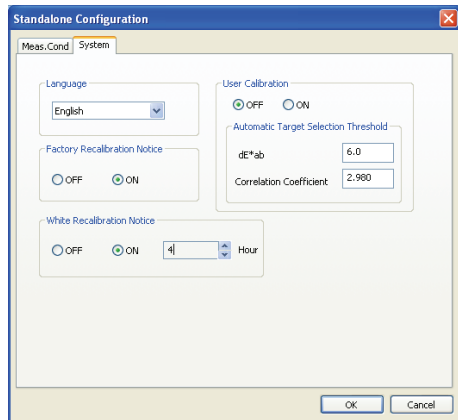 Standalone Configuration
Meas.Cond System
Language
English
Factory Recalibration Notice
OFF ON
White Recalibration Notice
OFF ON 4 Hour
User Calibration
OFF ON
Automatic Target Selection Threshold
dE*ab 6.0
Correlation Coefficient 2.980
OK Cancel